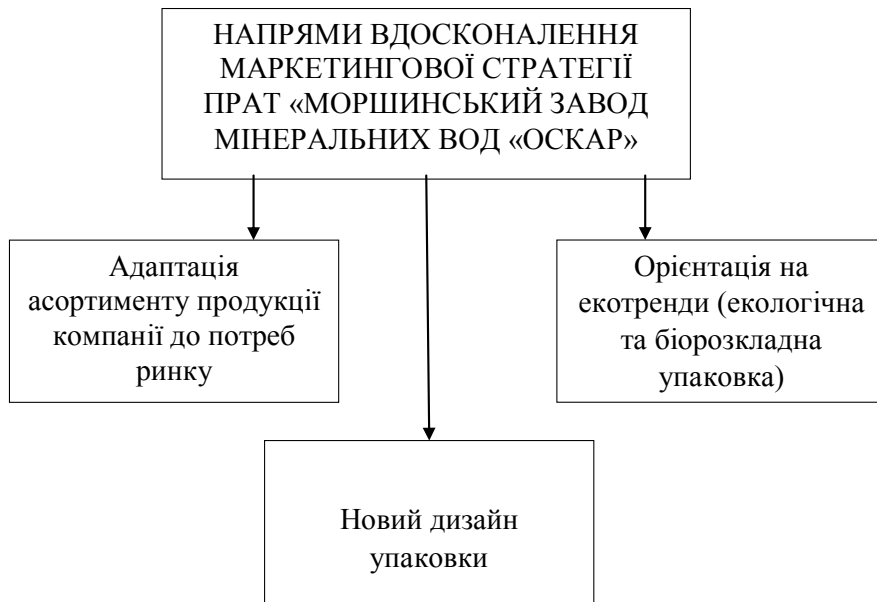 НАПРЯМИ ВДОСКОНАЛЕННЯ
МАРКЕТИНГОВОЇ СТРАТЕГІЇ
ПРАТ «МОРШИНСЬКИЙ ЗАВОД
МІНЕРАЛЬНИХ ВОД «ОСКАР»
Адаптація
асортименту продукції
компанії до потреб
ринку
Орієнтація на
екотренди (екологічна
та біорозкладна
упаковка)
Новий дизайн
упаковки